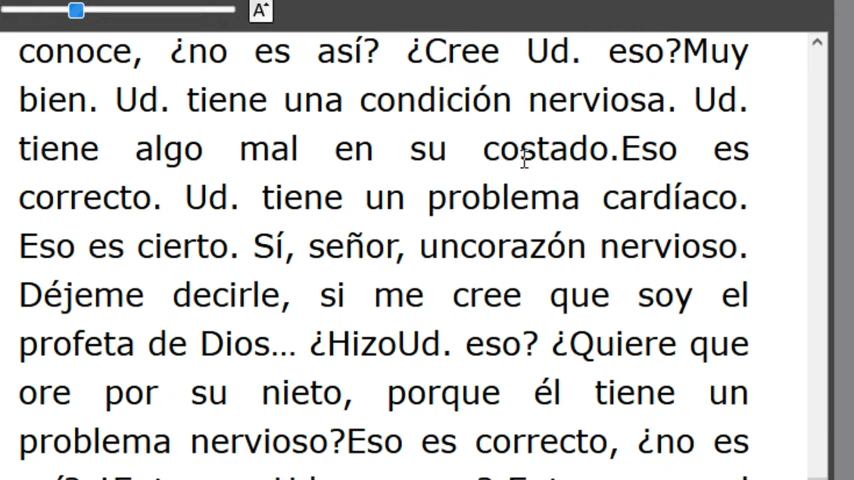 A
conoce, ¿no es así? ¿Cree Ud. eso?Muy
bien. Ud. tiene una condición nerviosa. Ud.
tiene algo mal en su costado.Eso es
correcto. Ud. tiene un problema cardíaco.
Eso es cierto. Sí, señor, uncorazón nervioso.
Déjeme decirle, si me cree que soy el
profeta de Dios... ¿HizoUd. eso? ¿Quiere que
ore por su nieto, porque él tiene un
problema nervioso?Eso es correcto, ¿no es